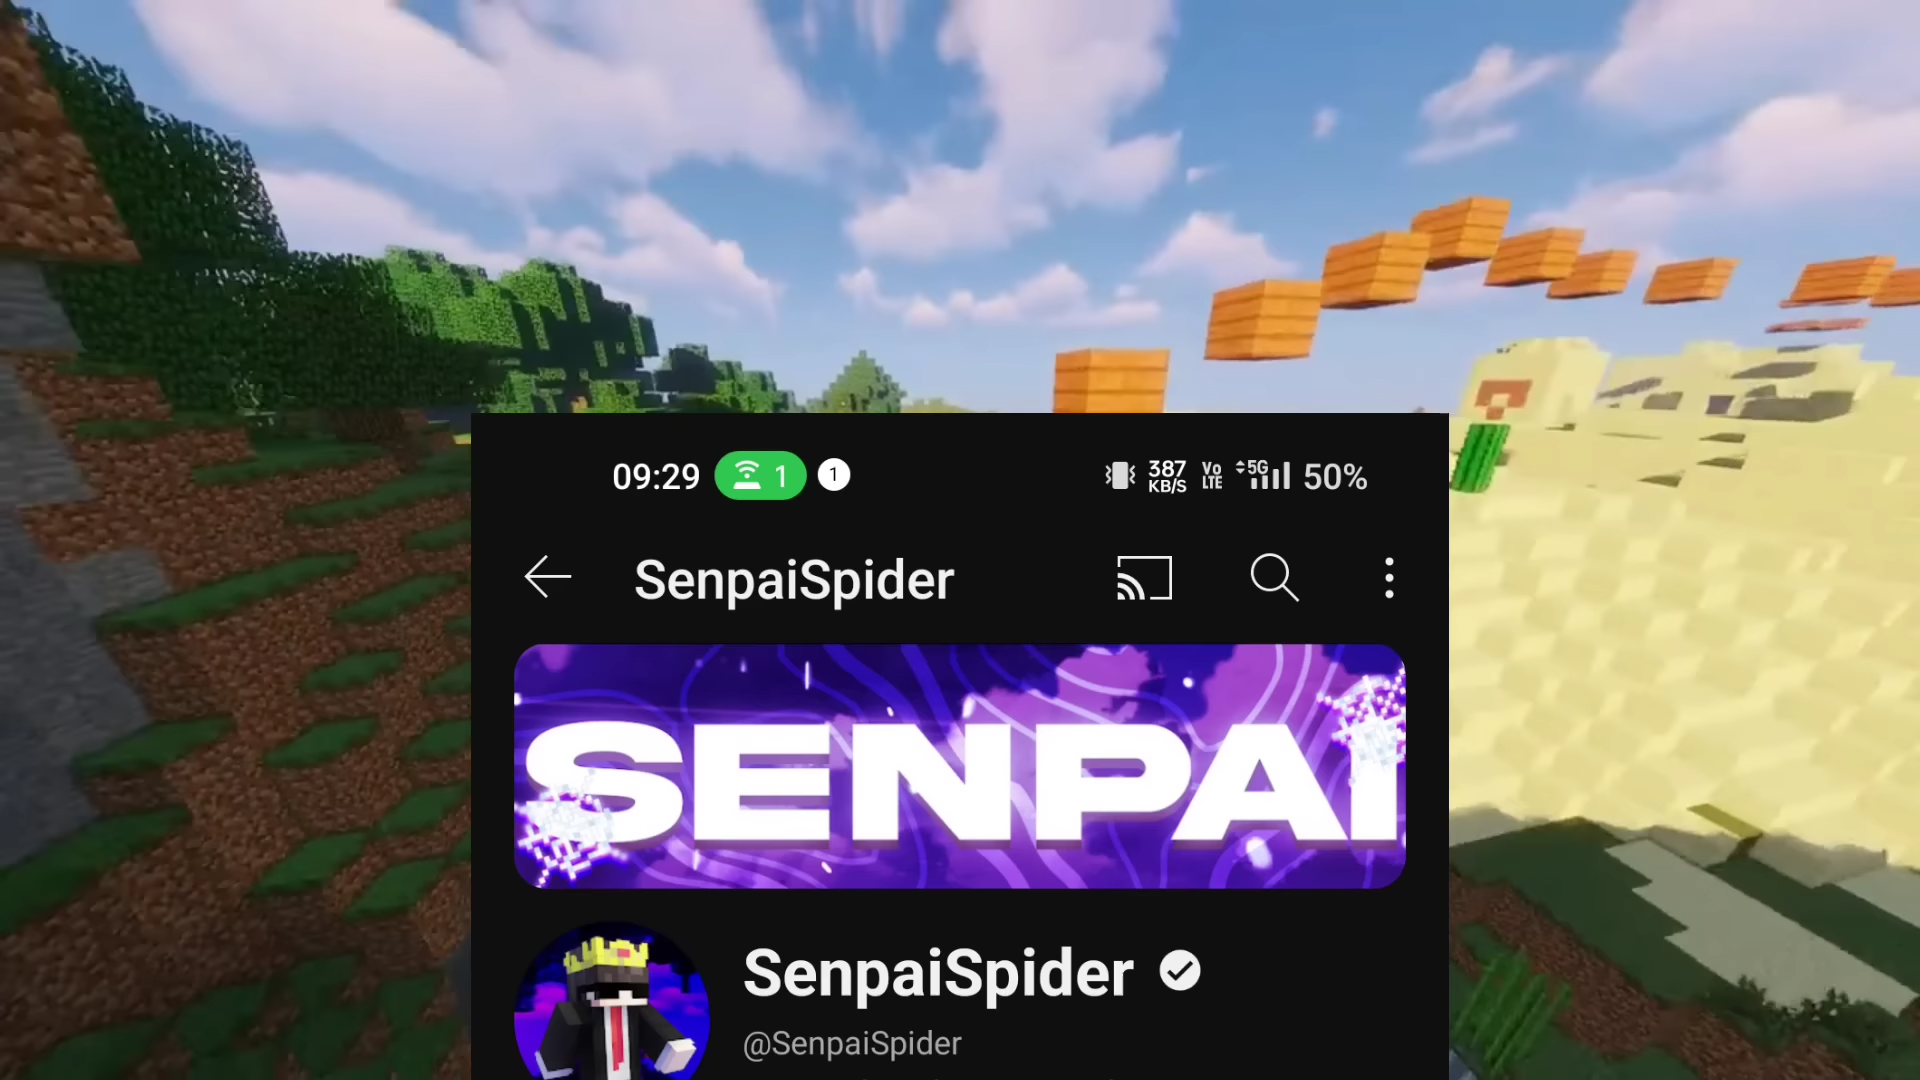 09:29 1 1 387 KB/S Vo LTE 5G 50%
SenpaiSpider
SENPAI
SenpaiSpider
@SenpaiSpider